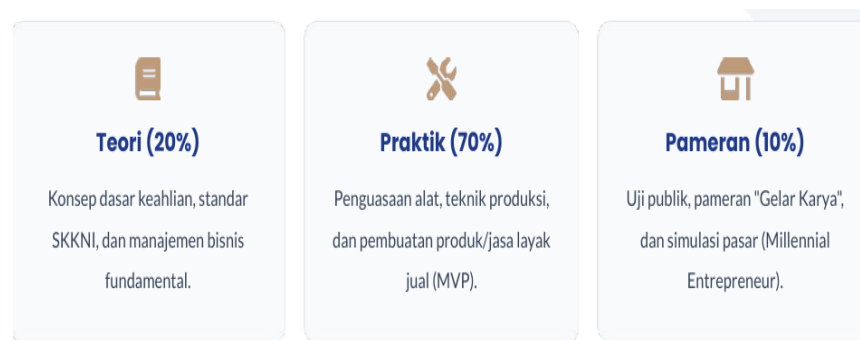 Teori (20%)
Konsep dasar keahlian, standar
SKKNI, dan manajemen bisnis
fundamental.
Praktik (70%)
Penguasaan alat, teknik produksi,
dan pembuatan produk/jasa layak
jual (MVP).
Pameran (10%)
Uji publik, pameran "Gelar Karya",
dan simulasi pasar (Millennial
Entrepreneur).